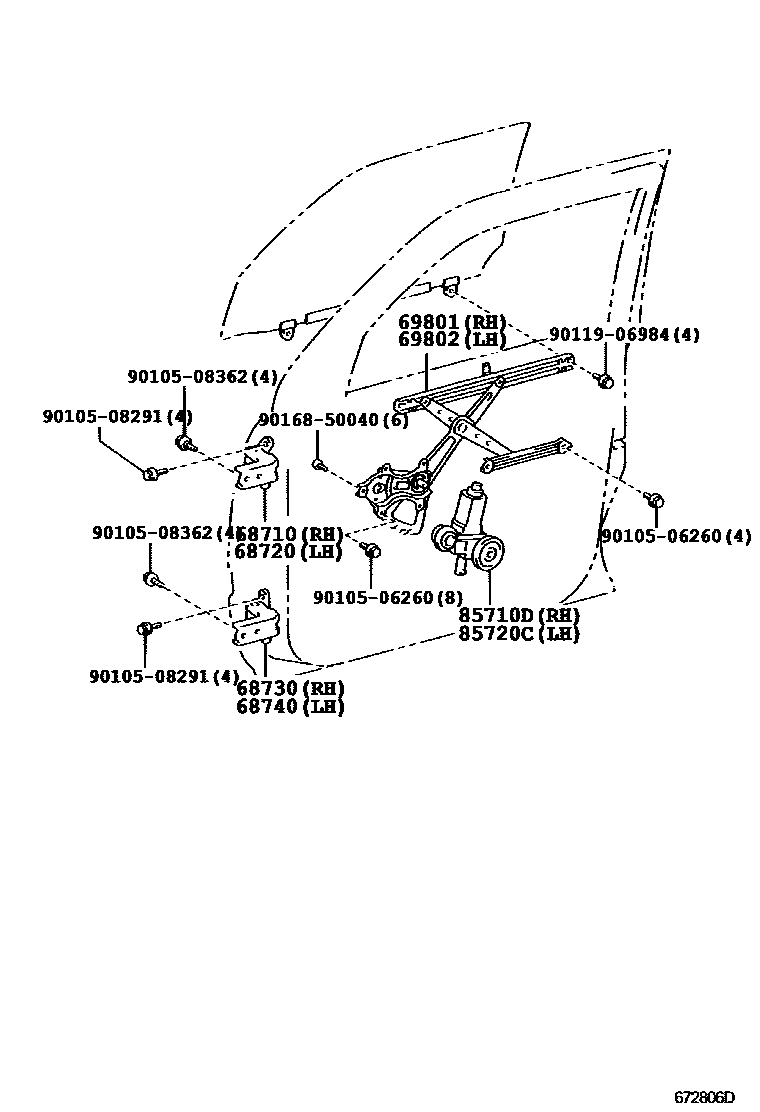 69801(RH)
69802(LH)
90119-06984(4)
90105-08362(4)
90105-08291(4)
90168-50040(6)
90105-08362(4)
68710(RH)
68720(LH)
90105-06260(4)
90105-06260(8)
85710D(RH)
85720C(LH)
90105-08291(4)
68730(RH)
68740(LH)
672806D